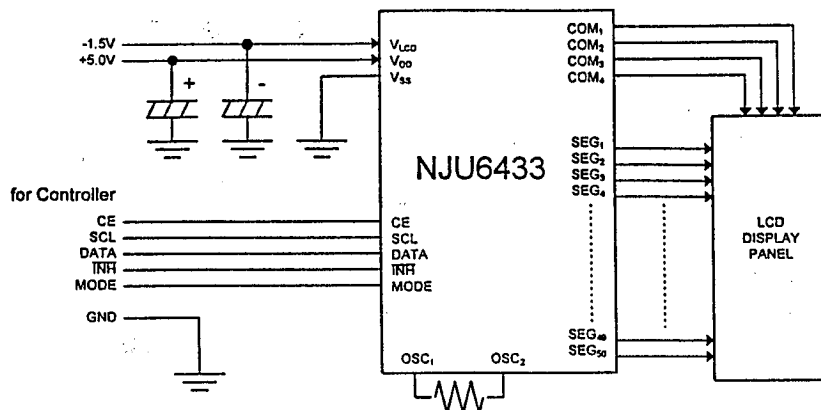 -1.5V
+5.0V
+
-
for Controller
CE
SCL
DATA
INH
MODE
GND
VLCD
VDD
VSS
NJU6433
CE
SCL
DATA
INH
MODE
OSC1
OSC2
COM1
COM2
COM3
COM4
SEG1
SEG2
SEG3
SEG4
SEG49
SEG50
LCD
DISPLAY
PANEL